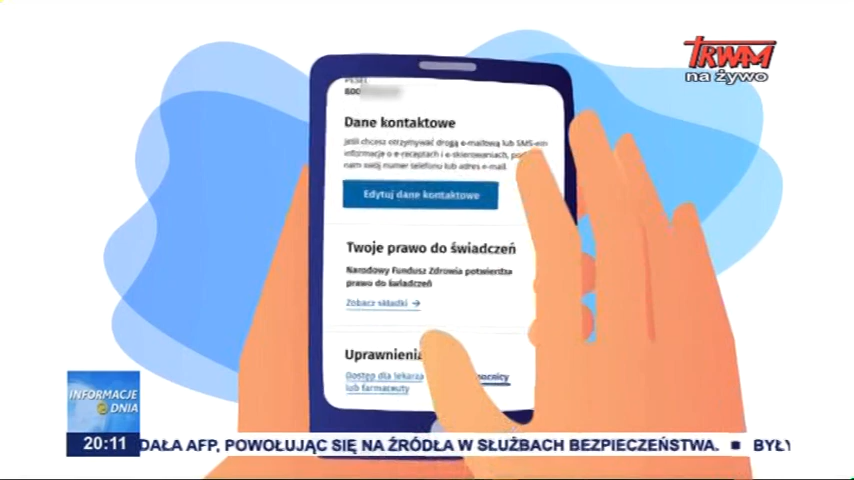 TRWAM
na żywo
PESEL
800
Dane kontaktowe
Jeśli chcesz otrzymywać drogą e-mailową lub SMS-em
informacje o e-receptach i e-skierowaniach,
nam swój numer telefonu lub adres e-mail.
Edytuj dane kontaktowe
Twoje prawo do świadczeń
Narodowy Fundusz Zdrowia potwierdza
prawo do świadczeń
Zobacz składki →
Uprawnienia
Dostęp dla lekarza
lub farmaceuty
INFORMACJE
DNIA
20:11 DAŁA AFP, POWOŁUJĄC SIĘ NA ŹRÓDŁA W SŁUŻBACH BEZPIECZEŃSTWA. ■ BYŁY